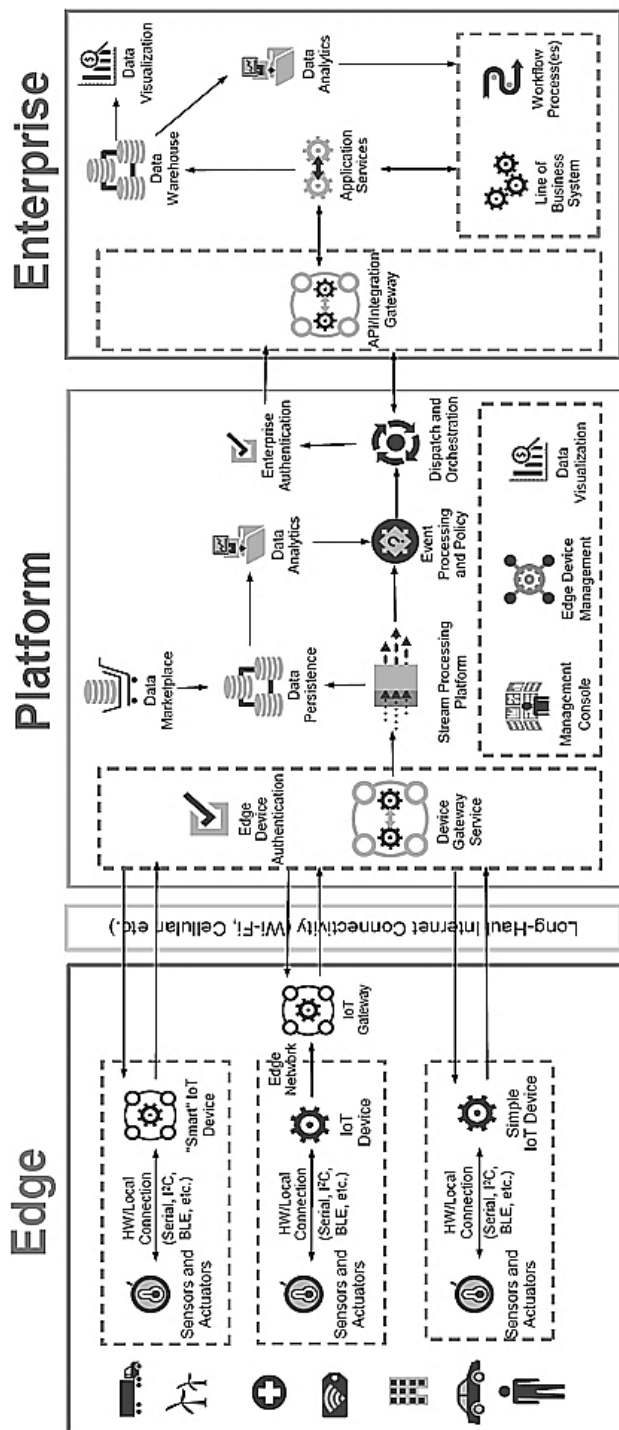 Edge
Platform
Enterprise
Sensors and
Actuators
HW/Local
Connection
(Serial, I²C,
BLE, etc.)
"Smart" IoT
Device
Sensors and
Actuators
HW/Local
Connection
(Serial, I²C,
BLE, etc.)
IoT
Device
Edge
Network
IoT
Gateway
Sensors and
Actuators
HW/Local
Connection
(Serial, I²C,
BLE, etc.)
Simple
IoT Device
Long-Haul Internet Connectivity (Wi-Fi, Cellular, etc.)
Edge
Device
Authentication
Device
Gateway
Service
Data
Marketplace
Data
Persistence
Stream Processing
Platform
Data
Analytics
Event
Processing
and Policy
Enterprise
Authentication
Dispatch and
Orchestration
Management
Console
Edge Device
Management
Data
Visualization
API/Integration
Gateway
Data
Warehouse
Data
Visualization
Application
Services
Data
Analytics
Line of
Business
System
Workflow
Process(es)